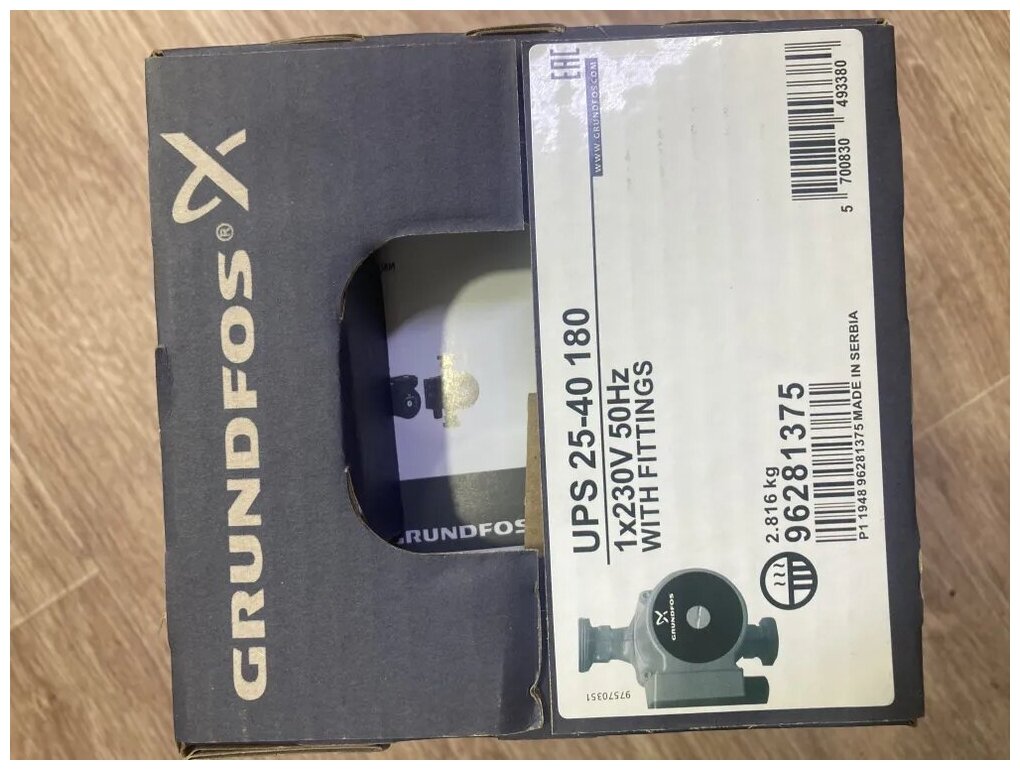 GRUNDFOS X ®
GRUNDFOS
EAC
WWW.GRUNDFOS.COM
UPS 25-40 180
1x230V 50Hz
WITH FITTINGS
5 700830 493380
GRUNDFOS
97570351
2.816 kg
96281375
P1 1948 96281375 MADE IN SERBIA